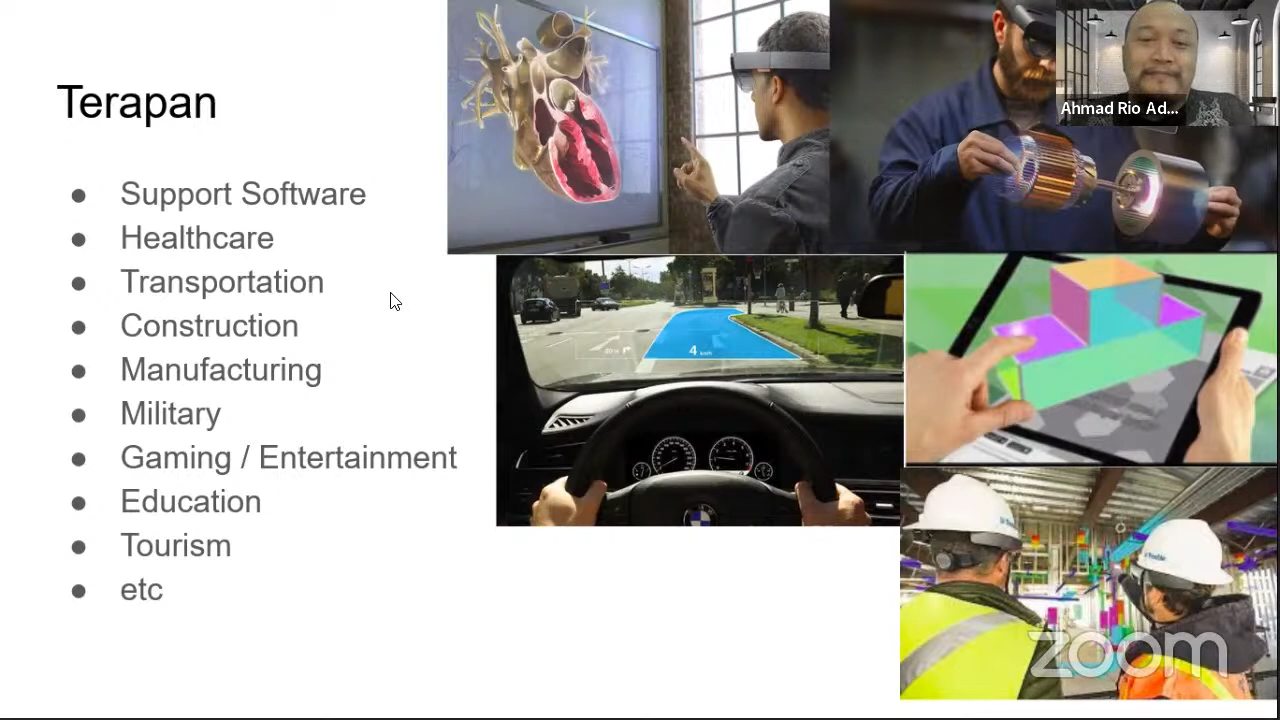 Terapan
Support Software
Healthcare
Transportation
Construction
Manufacturing
Military
Gaming / Entertainment
Education
Tourism
etc
Ahmad Rio Ad...
4
zoom